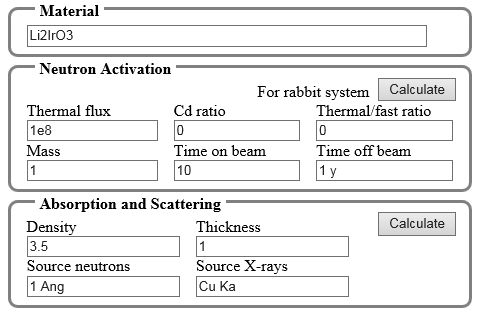 Material
Li2IrO3
Neutron Activation
For rabbit system Calculate
Thermal flux Cd ratio Thermal/fast ratio
1e8 0 0
Mass Time on beam Time off beam
1 10 1 y
Absorption and Scattering
Calculate
Density Thickness
3.5 1
Source neutrons Source X-rays
1 Ang Cu Ka